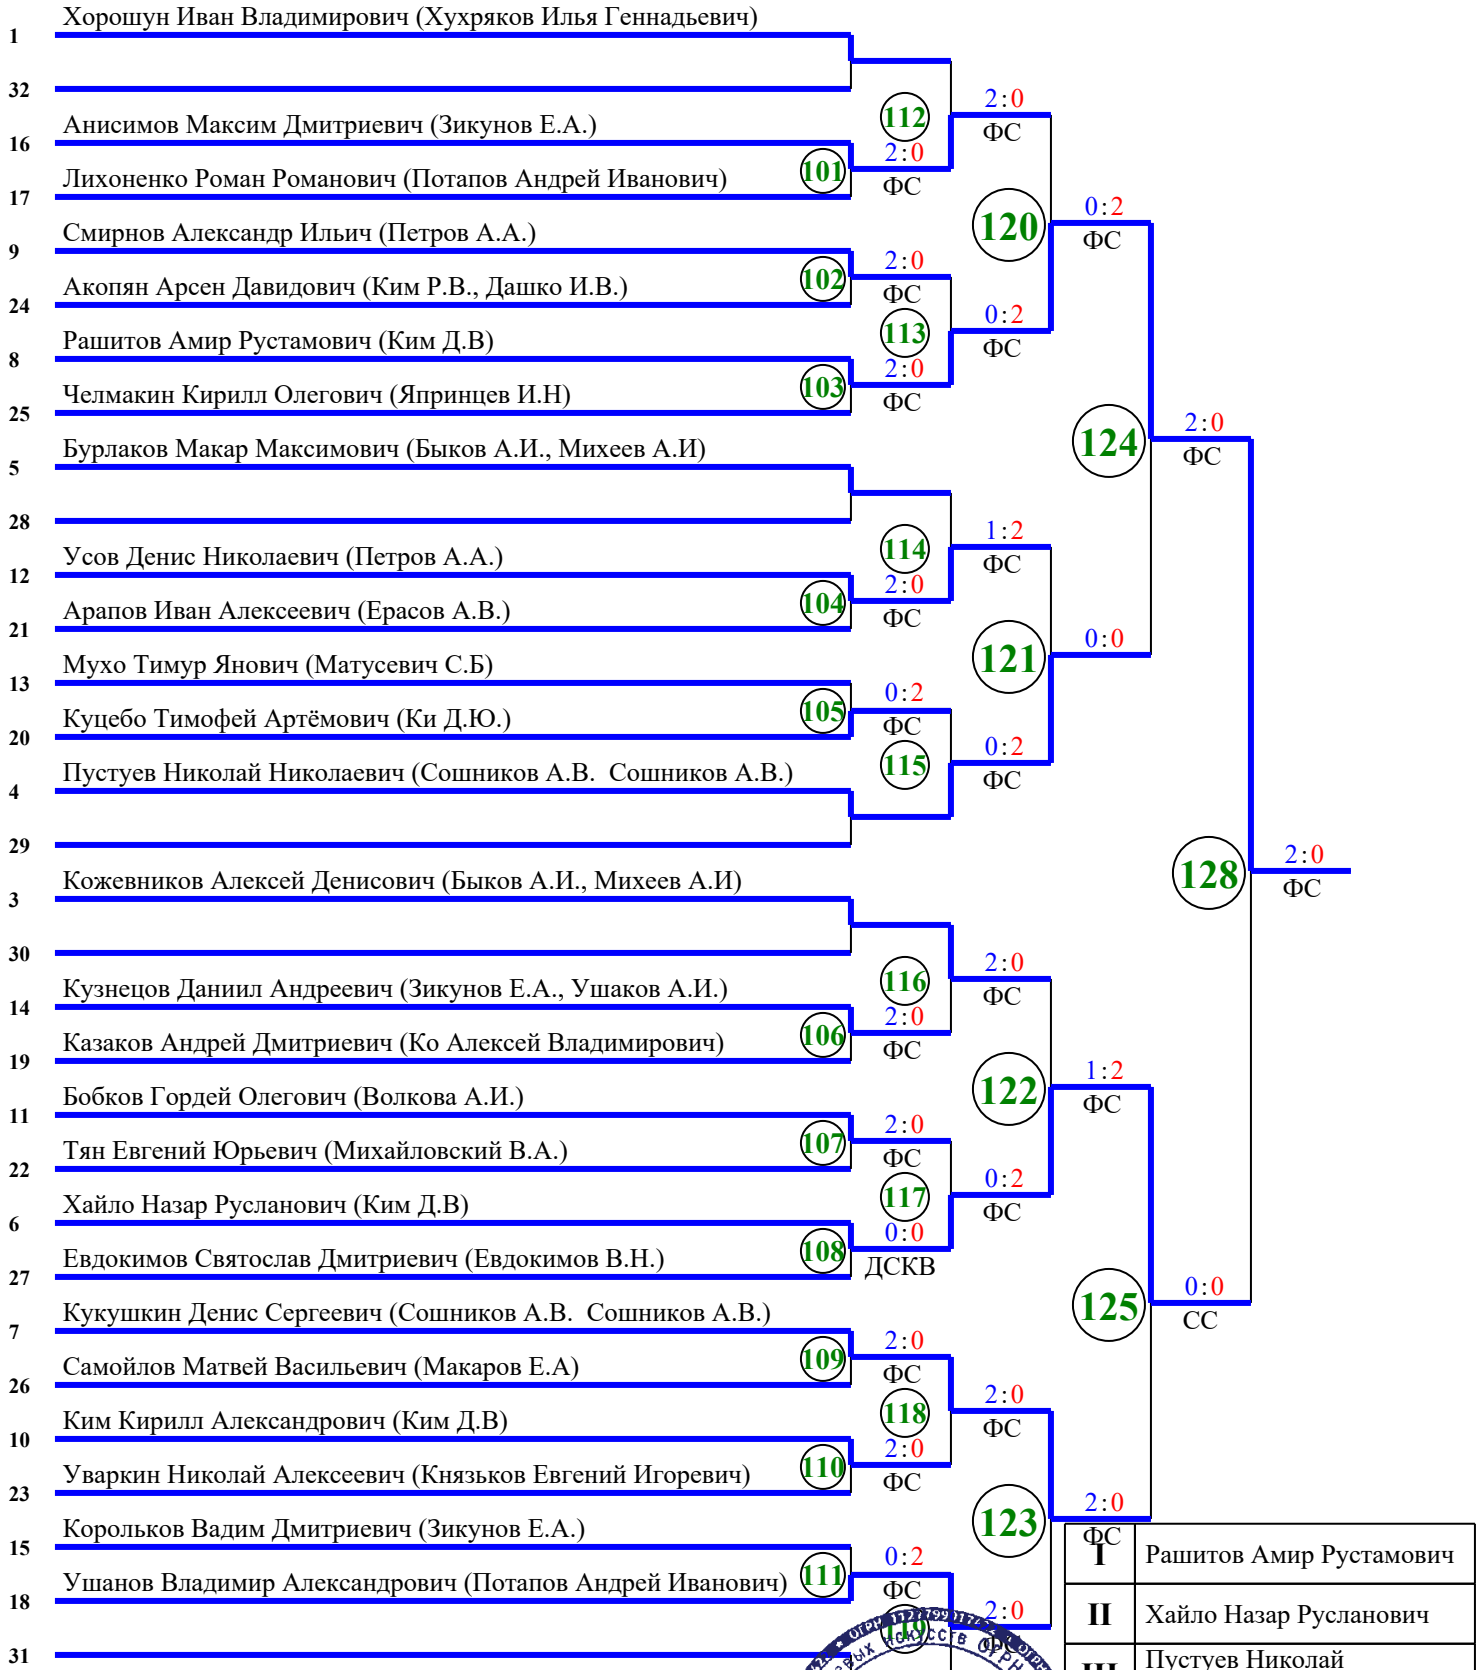 Хорошун Иван Владимирович (Хухряков Илья Геннадьевич)
1
32
112
2:0
ФС
Анисимов Максим Дмитриевич (Зикунов Е.А.)
16
101
2:0
ФС
Лихоненко Роман Романович (Потапов Андрей Иванович)
17
120
0:2
ФС
Смирнов Александр Ильич (Петров А.А.)
9
102
2:0
ФС
Акопян Арсен Давидович (Ким Р.В., Дашко И.В.)
24
113
0:2
ФС
Рашитов Амир Рустамович (Ким Д.В)
8
103
2:0
ФС
Челмакин Кирилл Олегович (Япринцев И.Н)
25
124
2:0
ФС
Бурлаков Макар Максимович (Быков А.И., Михеев А.И)
5
28
114
1:2
ФС
Усов Денис Николаевич (Петров А.А.)
12
104
2:0
ФС
Арапов Иван Алексеевич (Ерасов А.В.)
21
121
0:0
Мухо Тимур Янович (Матусевич С.Б)
13
105
0:2
ФС
Куцебо Тимофей Артёмович (Ки Д.Ю.)
20
115
0:2
ФС
Пустуев Николай Николаевич (Сошников А.В.  Сошников А.В.)
4
29
128
2:0
ФС
Кожевников Алексей Денисович (Быков А.И., Михеев А.И)
3
30
116
2:0
ФС
Кузнецов Даниил Андреевич (Зикунов Е.А., Ушаков А.И.)
14
106
2:0
ФС
Казаков Андрей Дмитриевич (Ко Алексей Владимирович)
19
122
1:2
ФС
Бобков Гордей Олегович (Волкова А.И.)
11
107
2:0
ФС
Тян Евгений Юрьевич (Михайловский В.А.)
22
117
0:2
ФС
Хайло Назар Русланович (Ким Д.В)
6
108
0:0
ДСКВ
Евдокимов Святослав Дмитриевич (Евдокимов В.Н.)
27
125
0:0
СС
Кукушкин Денис Сергеевич (Сошников А.В.  Сошников А.В.)
7
109
2:0
ФС
Самойлов Матвей Васильевич (Макаров Е.А)
26
118
2:0
ФС
Ким Кирилл Александрович (Ким Д.В)
10
110
2:0
ФС
Уваркин Николай Алексеевич (Князьков Евгений Игоревич)
23
123
2:0
ФС
Корольков Вадим Дмитриевич (Зикунов Е.А.)
15
111
0:2
ФС
Ушанов Владимир Александрович (Потапов Андрей Иванович)
18
119
2:0
ФС
31
I Рашитов Амир Рустамович
II Хайло Назар Русланович
III Пустуев Николай